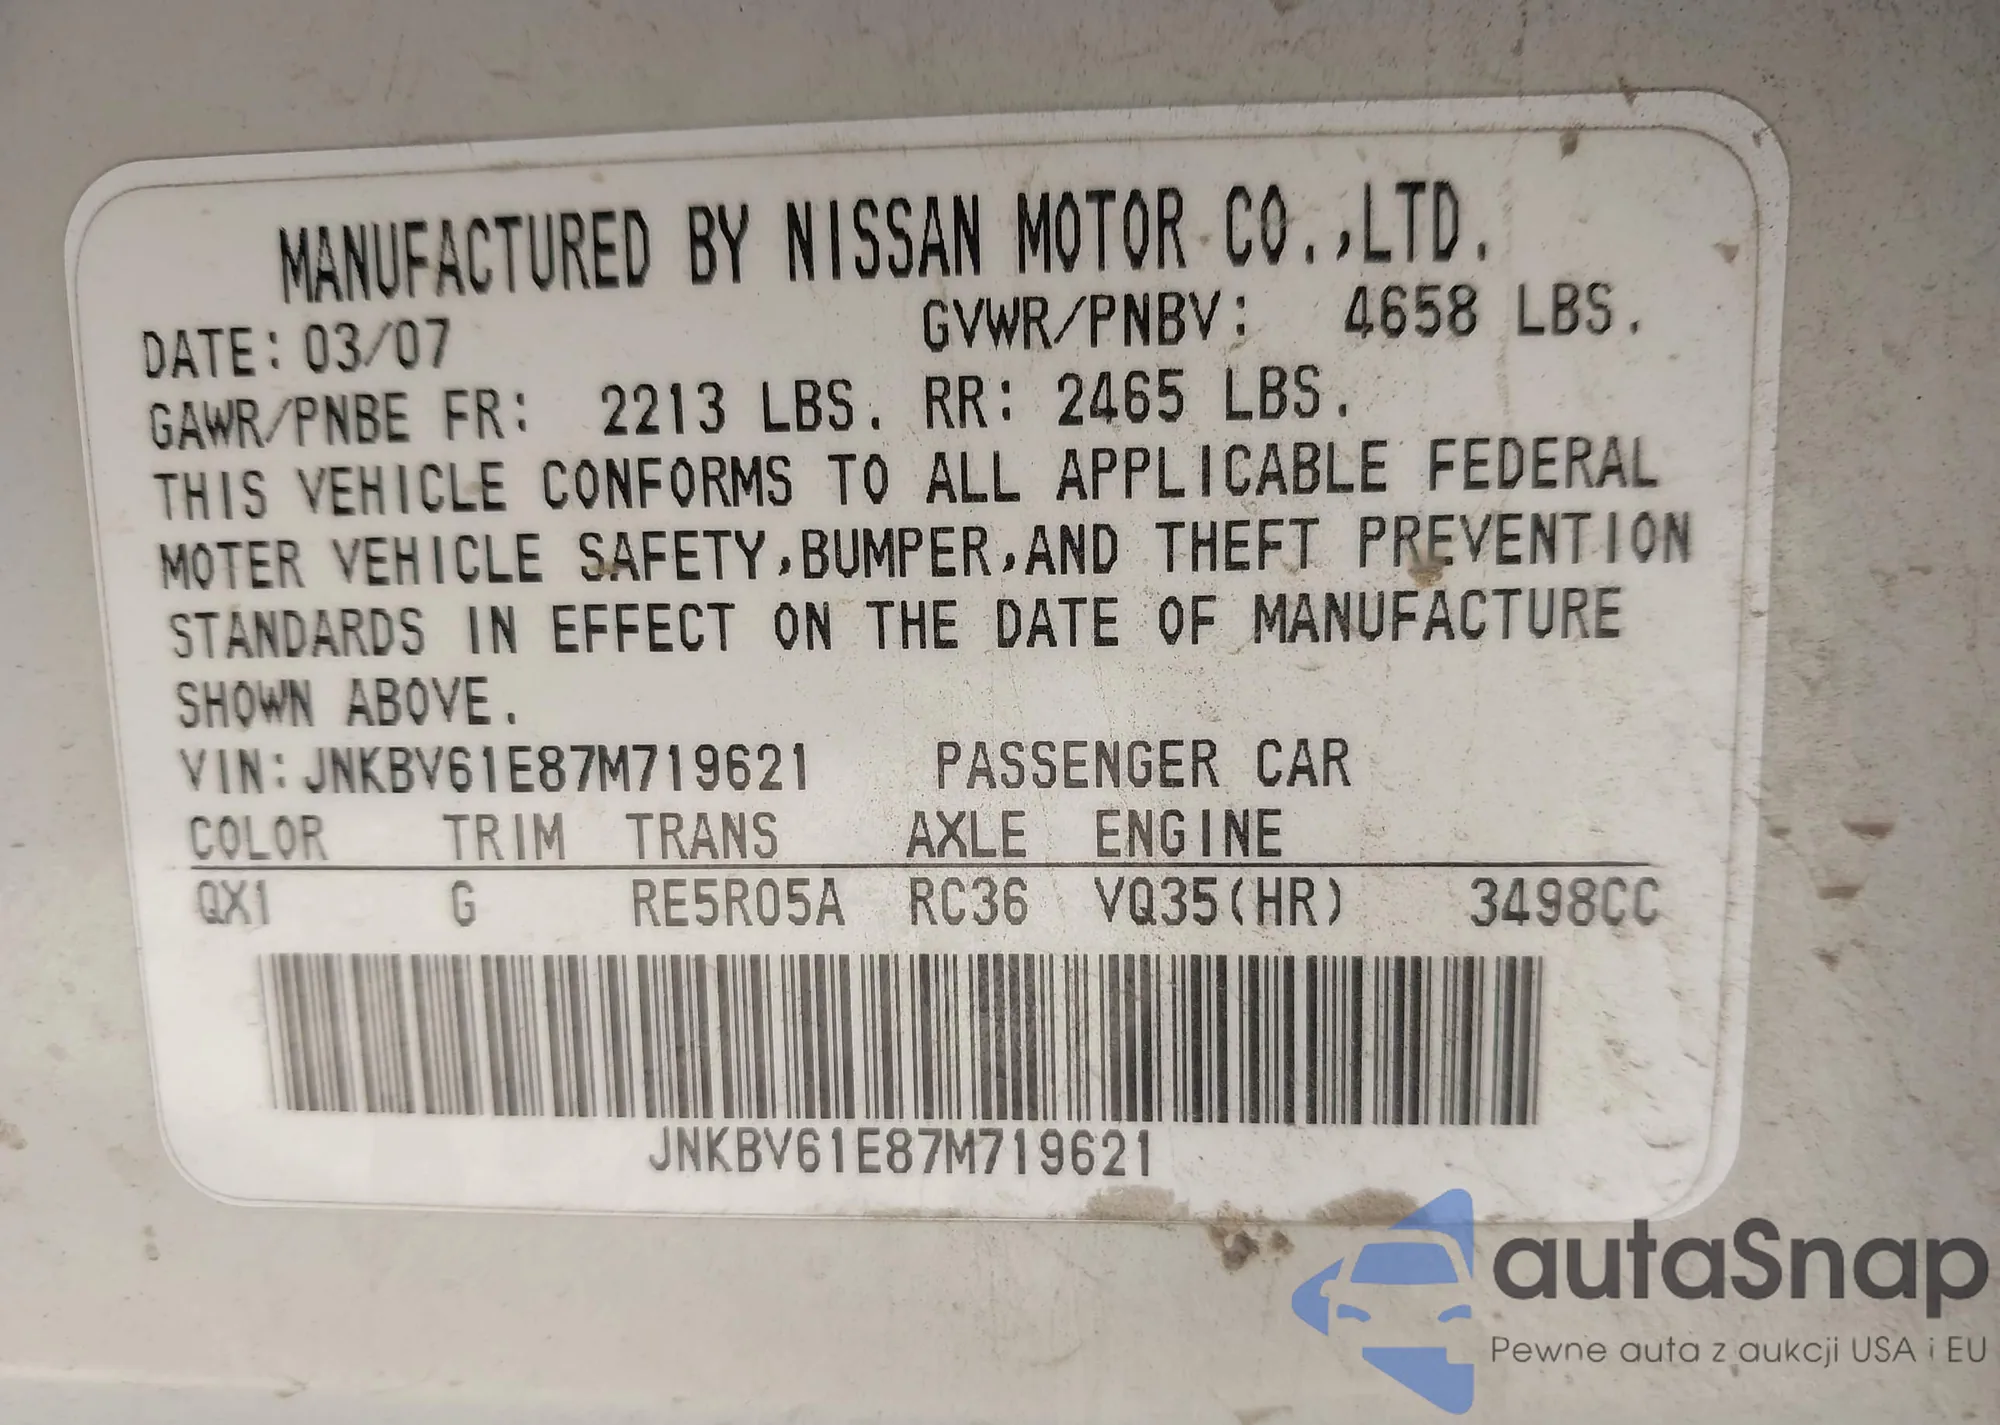 MANUFACTURED BY NISSAN MOTOR CO.,LTD.
DATE: 03/07 GVWR/PNBV: 4658 LBS.
GAWR/PNBE FR: 2213 LBS. RR: 2465 LBS.
THIS VEHICLE CONFORMS TO ALL APPLICABLE FEDERAL
MOTER VEHICLE SAFETY,BUMPER,AND THEFT PREVENTION
STANDARDS IN EFFECT ON THE DATE OF MANUFACTURE
SHOWN ABOVE.
VIN:JNKBV61E87M719621 PASSENGER CAR
COLOR TRIM TRANS AXLE ENGINE
QX1 G RE5R05A RC36 VQ35(HR) 3498CC
JNKBV61E87M719621
autaSnap
Pewne auta z aukcji USA i EU